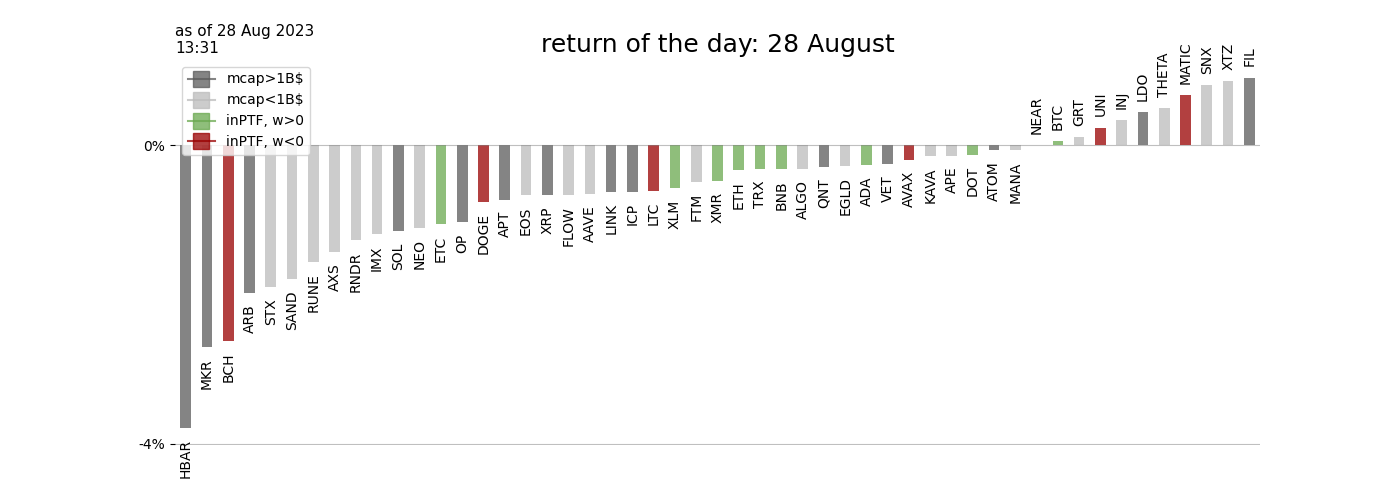 as of 28 Aug 2023
13:31
return of the day: 28 August
mcap>1B$
mcap<1B$
inPTF, w>0
inPTF, w<0
0%
-4%
HBAR
MKR
BCH
ARB
STX
SAND
RUNE
AXS
RNDR
IMX
SOL
NEO
ETC
OP
DOGE
APT
EOS
XRP
FLOW
AAVE
LINK
ICP
LTC
XLM
FTM
XMR
ETH
TRX
BNB
ALGO
QNT
EGLD
ADA
VET
AVAX
KAVA
APE
DOT
ATOM
MANA
NEAR
BTC
GRT
UNI
INJ
LDO
THETA
MATIC
SNX
XTZ
FIL